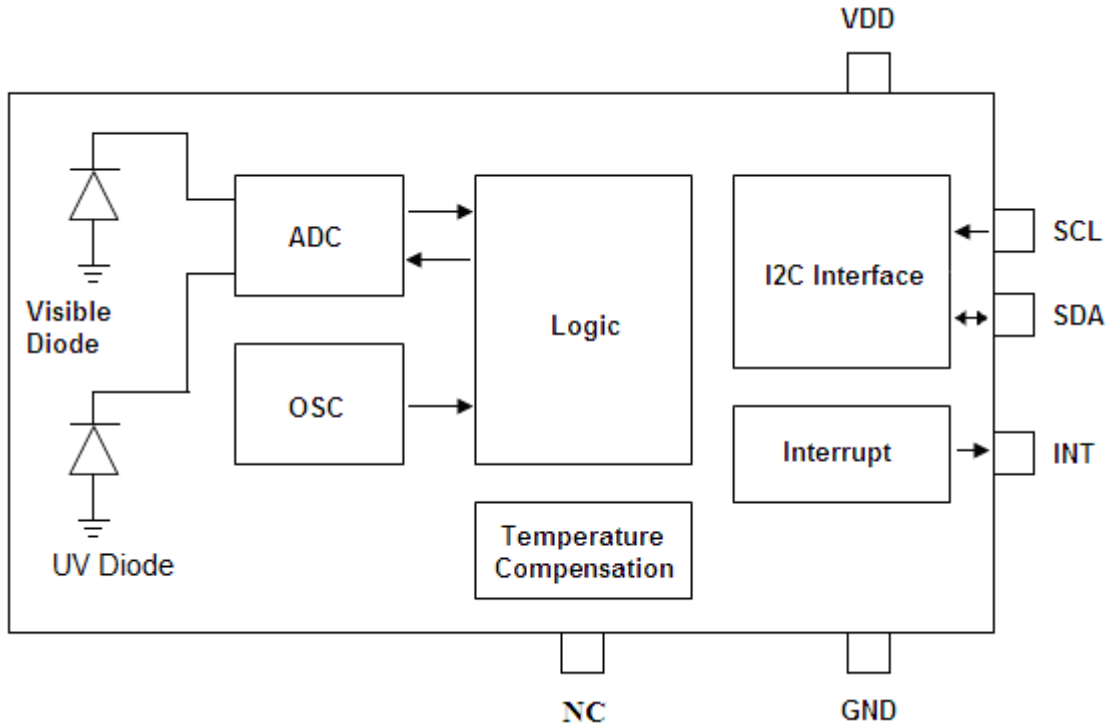 VDD
ADC
Logic
I2C Interface
SCL
SDA
Visible
Diode
OSC
Interrupt
INT
Temperature
Compensation
UV Diode
NC
GND